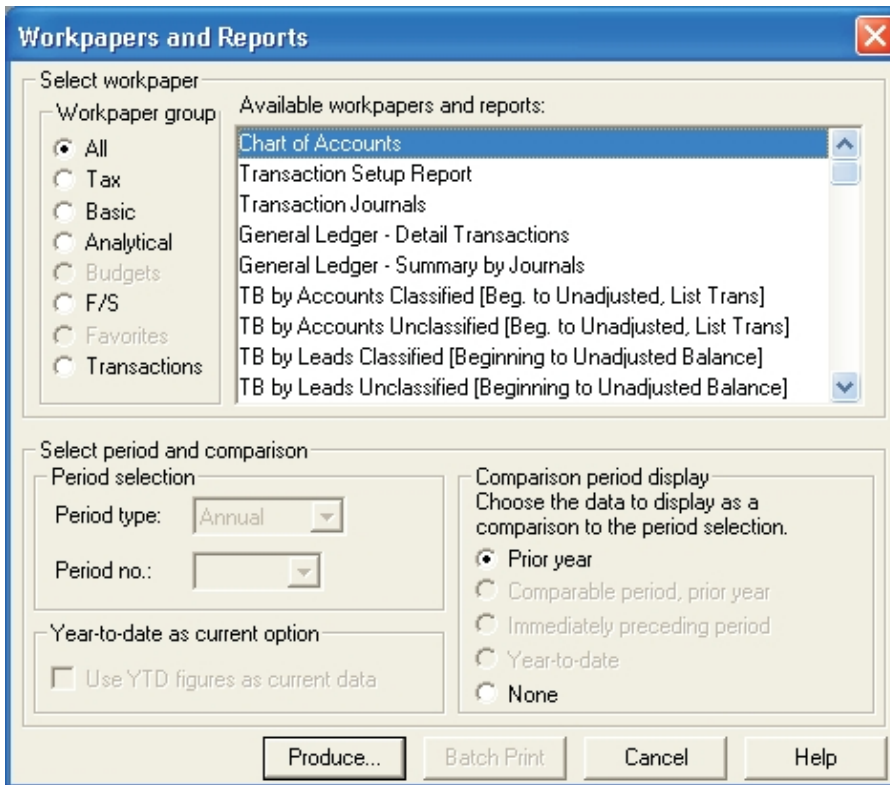 Workpapers and Reports
Select workpaper
Workpaper group
All
Tax
Basic
Analytical
Budgets
F/S
Favorites
Transactions
Available workpapers and reports:
Chart of Accounts
Transaction Setup Report
Transaction Journals
General Ledger - Detail Transactions
General Ledger - Summary by Journals
TB by Accounts Classified [Beg. to Unadjusted, List Trans]
TB by Accounts Unclassified [Beg. to Unadjusted, List Trans]
TB by Leads Classified [Beginning to Unadjusted Balance]
TB by Leads Unclassified [Beginning to Unadjusted Balance]
Select period and comparison
Period selection
Period type: Annual
Period no.:
Year-to-date as current option
Use YTD figures as current data
Comparison period display
Choose the data to display as a
comparison to the period selection.
Prior year
Comparable period, prior year
Immediately preceding period
Year-to-date
None
Produce... Batch Print Cancel Help